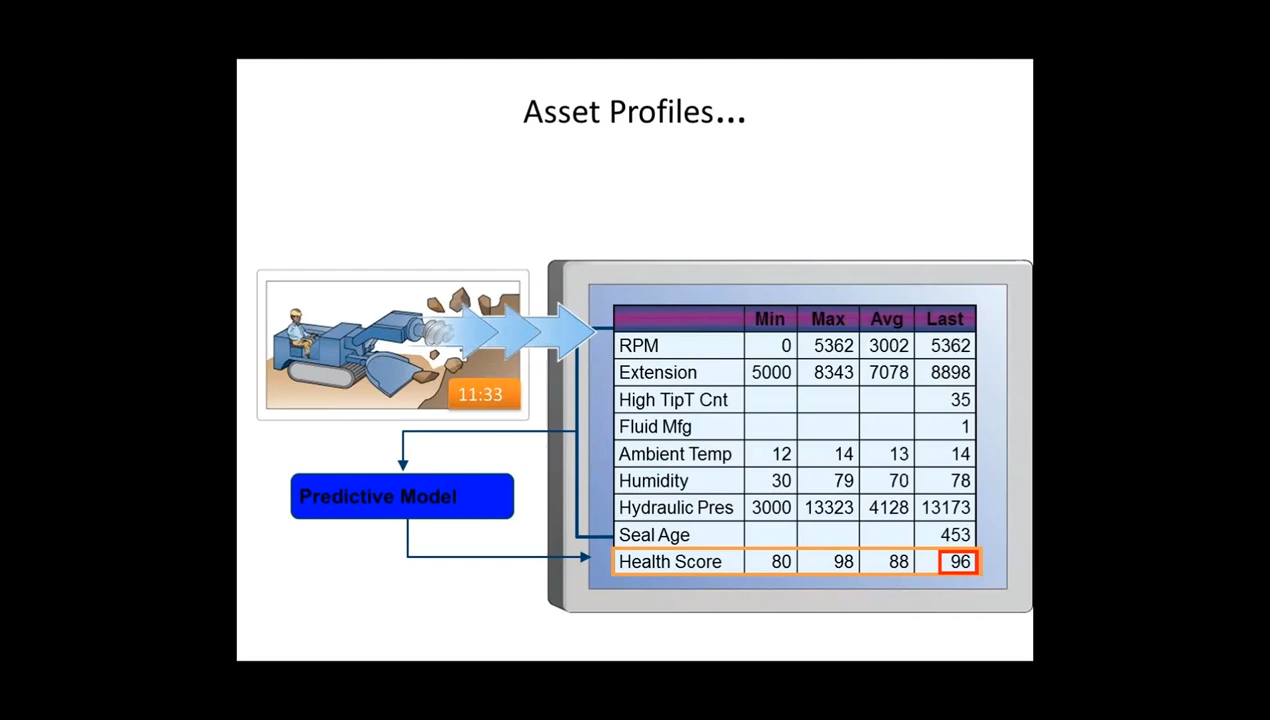 Asset Profiles...
Min Max Avg Last
RPM 0 5362 3002 5362
Extension 5000 8343 7078 8898
High TipT Cnt 35
Fluid Mfg 1
Ambient Temp 12 14 13 14
Humidity 30 79 70 78
Hydraulic Pres 3000 13323 4128 13173
Seal Age 453
Health Score 80 98 88 96
11:33
Predictive Model